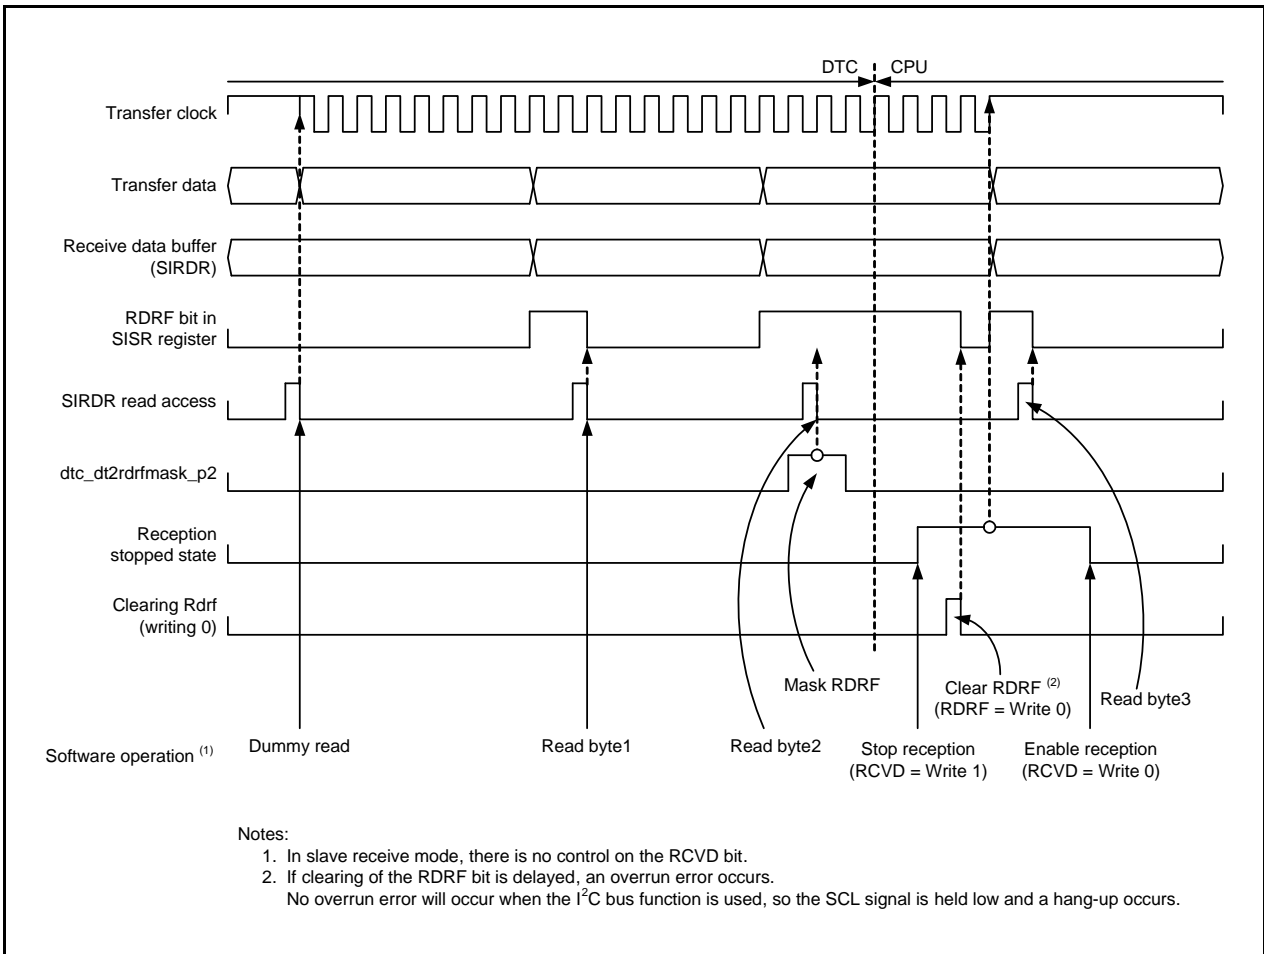 DTC CPU
Transfer clock
Transfer data
Receive data buffer
(SIRDR)
RDRF bit in
SISR register
SIRDR read access
dtc_dt2rdrfmask_p2
Reception
stopped state
Clearing Rdrf
(writing 0)
Mask RDRF
Clear RDRF (2)
(RDRF = Write 0)
Read byte3
Software operation (1)
Dummy read
Read byte1
Read byte2
Stop reception
(RCVD = Write 1)
Enable reception
(RCVD = Write 0)
Notes:
1. In slave receive mode, there is no control on the RCVD bit.
2. If clearing of the RDRF bit is delayed, an overrun error occurs.
No overrun error will occur when the I2C bus function is used, so the SCL signal is held low and a hang-up occurs.